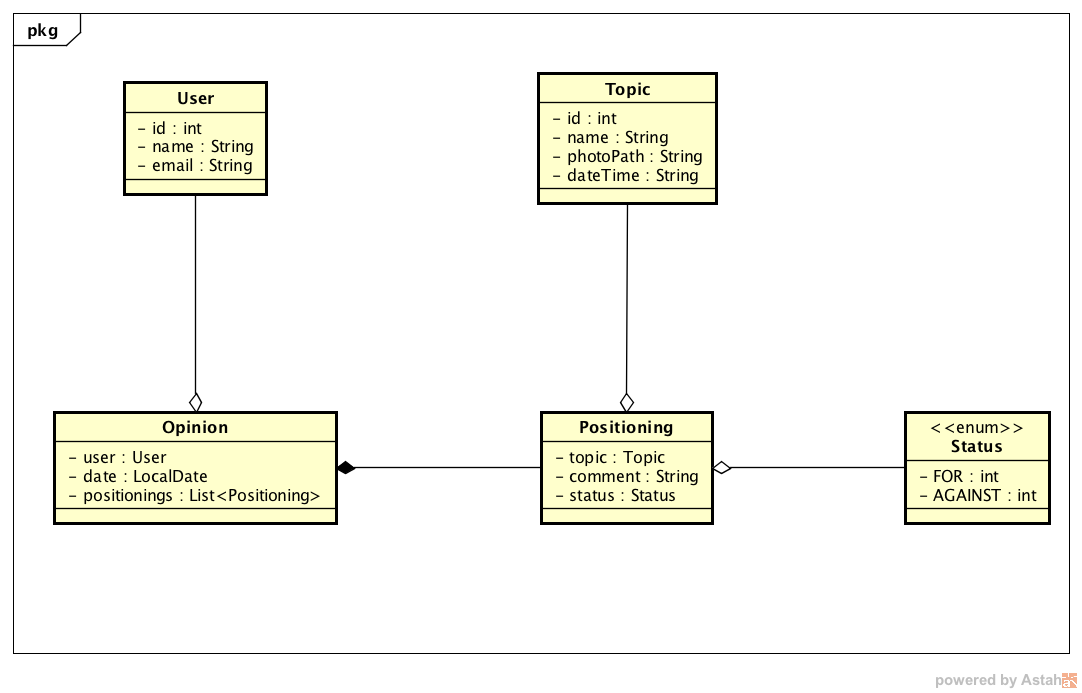 pkg
User
- id : int
- name : String
- email : String
Topic
- id : int
- name : String
- photoPath : String
- dateTime : String
Opinion
- user : User
- date : LocalDate
- positionings : List<Positioning>
Positioning
- topic : Topic
- comment : String
- status : Status
<<enum>>
Status
- FOR : int
- AGAINST : int
powered by Astah